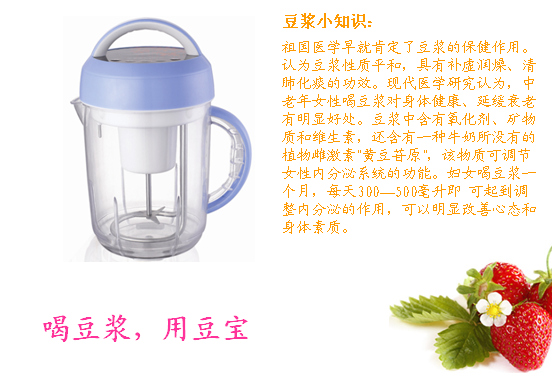 豆浆小知识：
祖国医学早就肯定了豆浆的保健作用。
认为豆浆性质平和，具有补虚润燥、清
肺化痰的功效。现代医学研究认为，中
老年女性喝豆浆对身体健康、延缓衰老
有明显好处。豆浆中含有氧化剂、矿物
质和维生素，还含有一种牛奶所没有的
植物雌激素"黄豆苷原"，该物质可调节
女性内分泌系统的功能。妇女喝豆浆一
个月，每天300—500毫升即 可起到调
整内分泌的作用，可以明显改善心态和
身体素质。
喝豆浆，用豆宝